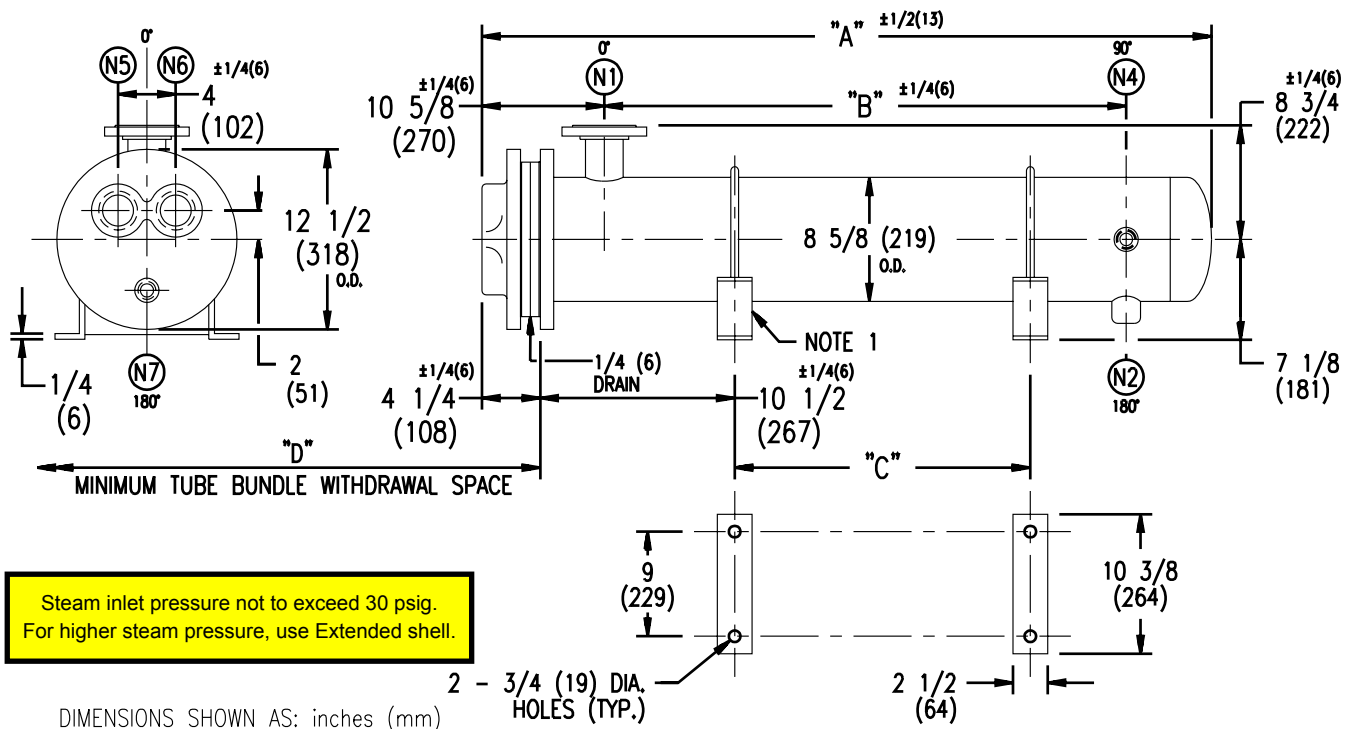 "A" ±1/2(13)
0°
N5 N6
±1/4(6)
4
(102)
±1/4(6)
10 5/8
(270)
0°
N1
"B" ±1/4(6)
90°
N4
±1/4(6)
8 3/4
(222)
12 1/2
(318)
O.D.
8 5/8 (219)
O.D.
NOTE 1
1/4
(6)
N7
180°
2
(51)
±1/4(6)
4 1/4
(108)
1/4 (6)
DRAIN
±1/4(6)
10 1/2
(267)
N2
180°
7 1/8
(181)
"D"
MINIMUM TUBE BUNDLE WITHDRAWAL SPACE
"C"
Steam inlet pressure not to exceed 30 psig.
For higher steam pressure, use Extended shell.
9
(229)
10 3/8
(264)
2 - 3/4 (19) DIA.
HOLES (TYP.)
2 1/2
(64)
DIMENSIONS SHOWN AS: inches (mm)